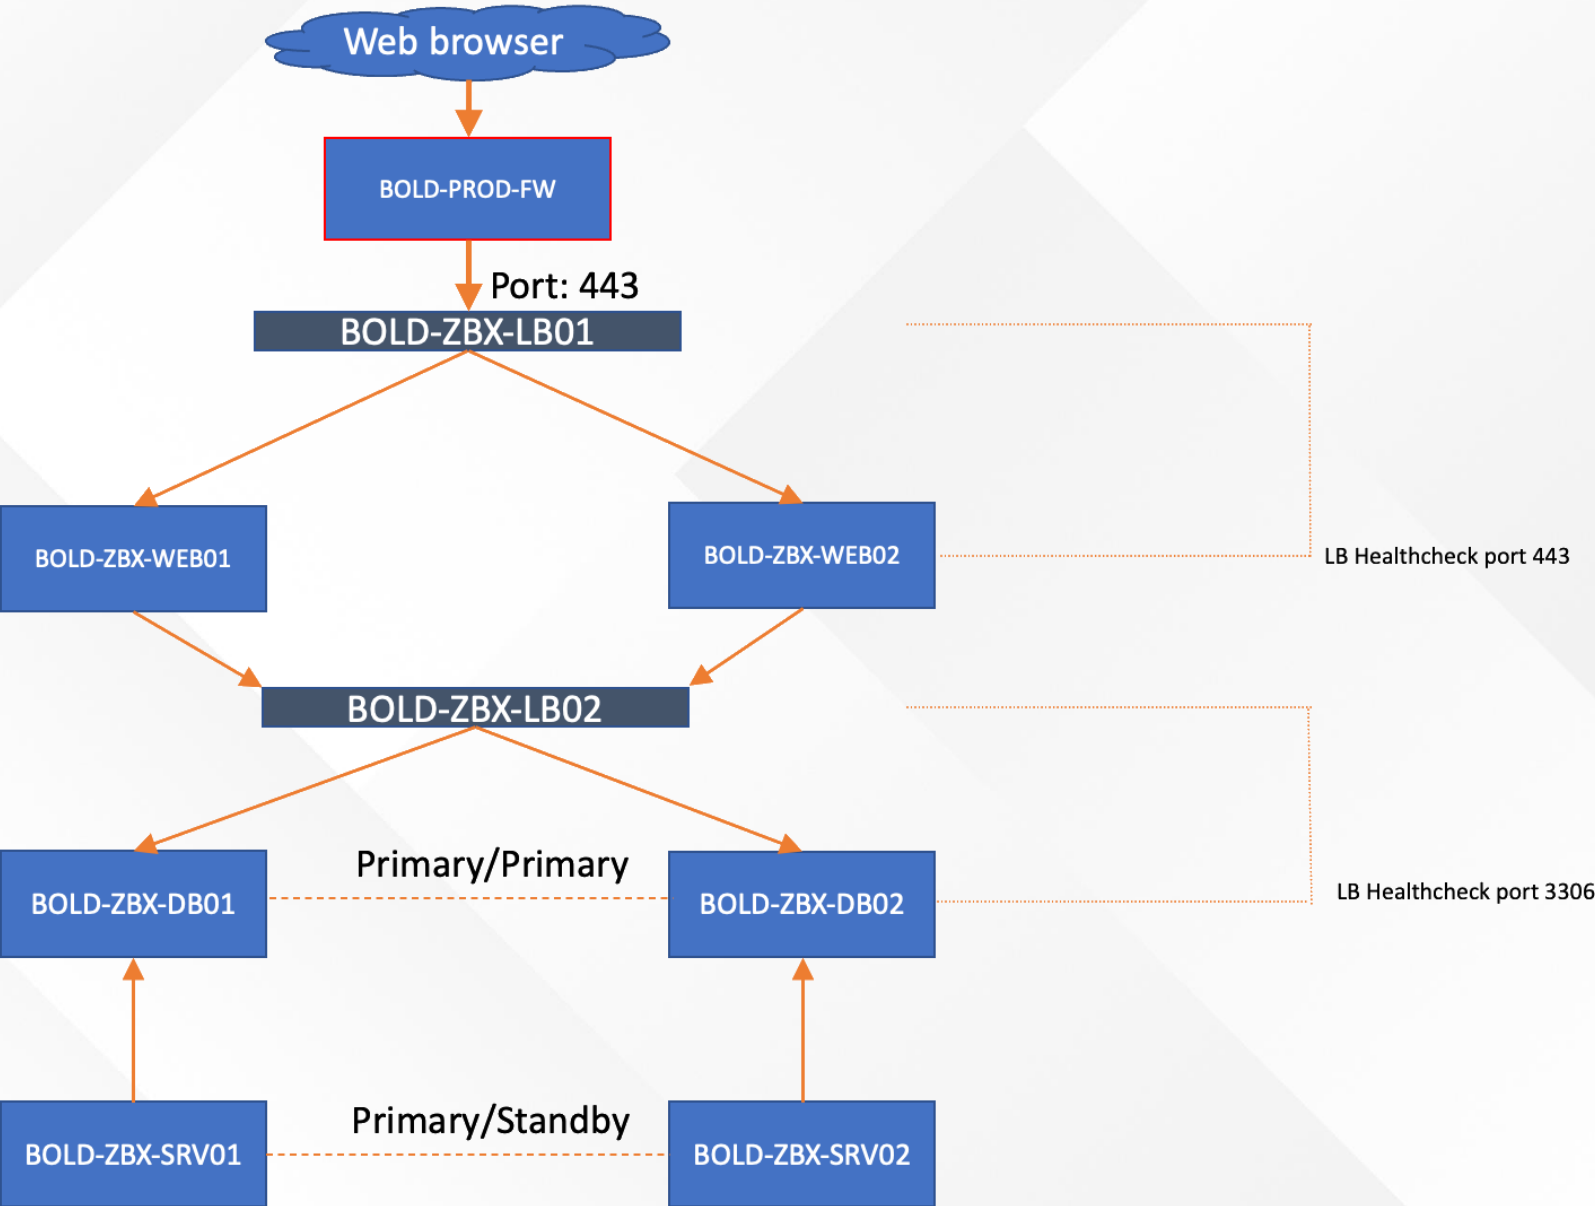 Web browser
BOLD-PROD-FW
Port: 443
BOLD-ZBX-LB01
BOLD-ZBX-WEB01
BOLD-ZBX-WEB02
LB Healthcheck port 443
BOLD-ZBX-LB02
Primary/Primary
BOLD-ZBX-DB01
BOLD-ZBX-DB02
LB Healthcheck port 3306
Primary/Standby
BOLD-ZBX-SRV01
BOLD-ZBX-SRV02